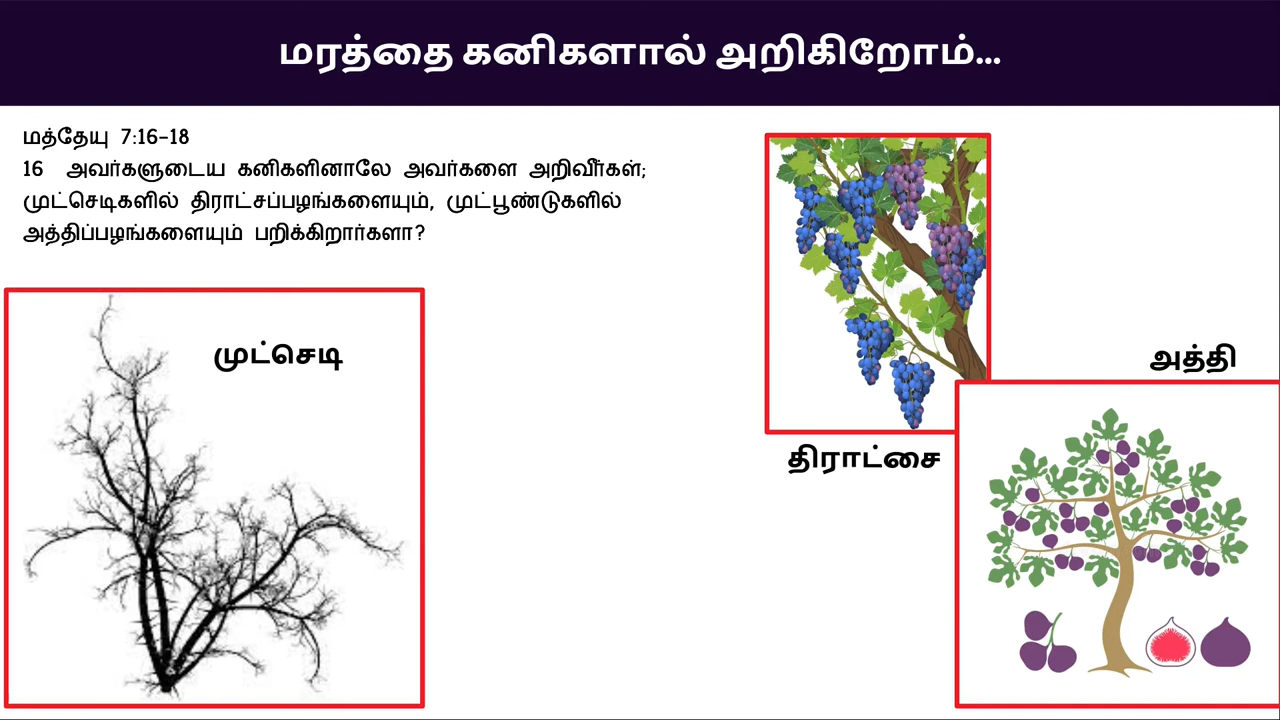 மரத்தை கனிகளால் அறிகிறோம்...
மத்தேயு 7:16-18
16 அவர்களுடைய கனிகளினாலே அவர்களை அறிவீர்கள்;
முட்செடிகளில் திராட்சப்பழங்களையும், முட்பூண்டுகளில்
அத்திப்பழங்களையும் பறிக்கிறார்களா?
முட்செடி
அத்தி
திராட்சை